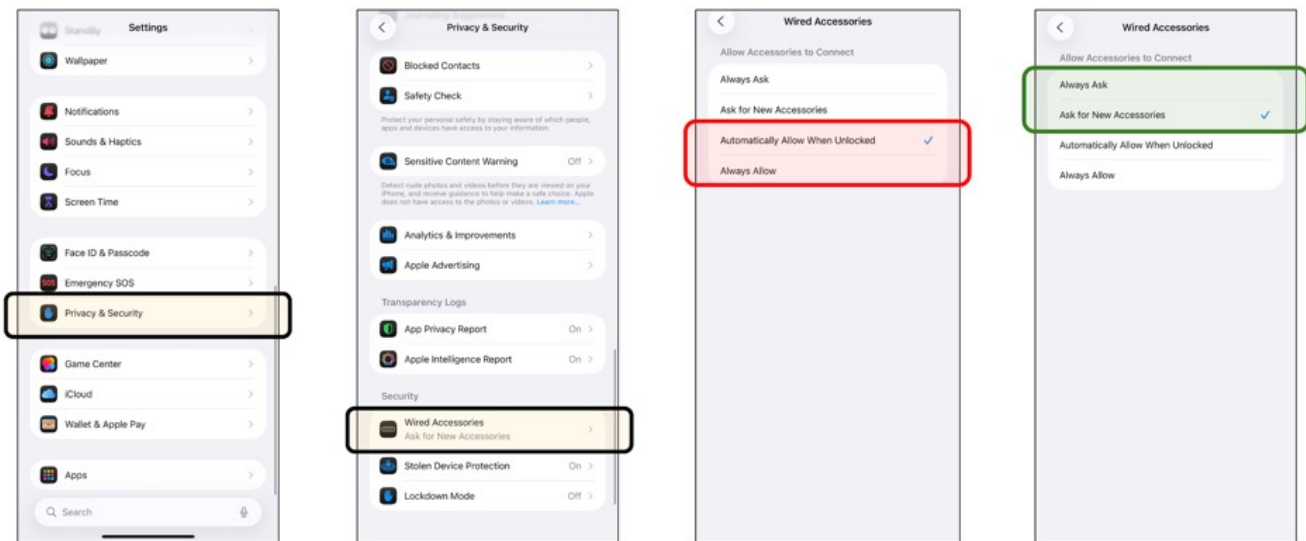 Settings
StandBy
Wallpaper
Notifications
Sounds & Haptics
Focus
Screen Time
Face ID & Passcode
SOS
Emergency SOS
Privacy & Security
Game Center
iCloud
Wallet & Apple Pay
Apps
Search
Privacy & Security
Journaling Suggestions
Blocked Contacts
Safety Check
Protect your personal safety by staying aware of which people,
apps and devices have access to your information.
Sensitive Content Warning Off
Detect nude photos and videos before they are viewed on your
iPhone, and receive guidance to help make a safe choice. Apple
does not have access to the photos or videos. Learn more...
Analytics & Improvements
Apple Advertising
Transparency Logs
App Privacy Report On
Apple Intelligence Report On
Security
Wired Accessories
Ask for New Accessories
Stolen Device Protection On
Lockdown Mode Off
Wired Accessories
Allow Accessories to Connect
Always Ask
Ask for New Accessories
Automatically Allow When Unlocked
Always Allow
Wired Accessories
Allow Accessories to Connect
Always Ask
Ask for New Accessories
Automatically Allow When Unlocked
Always Allow